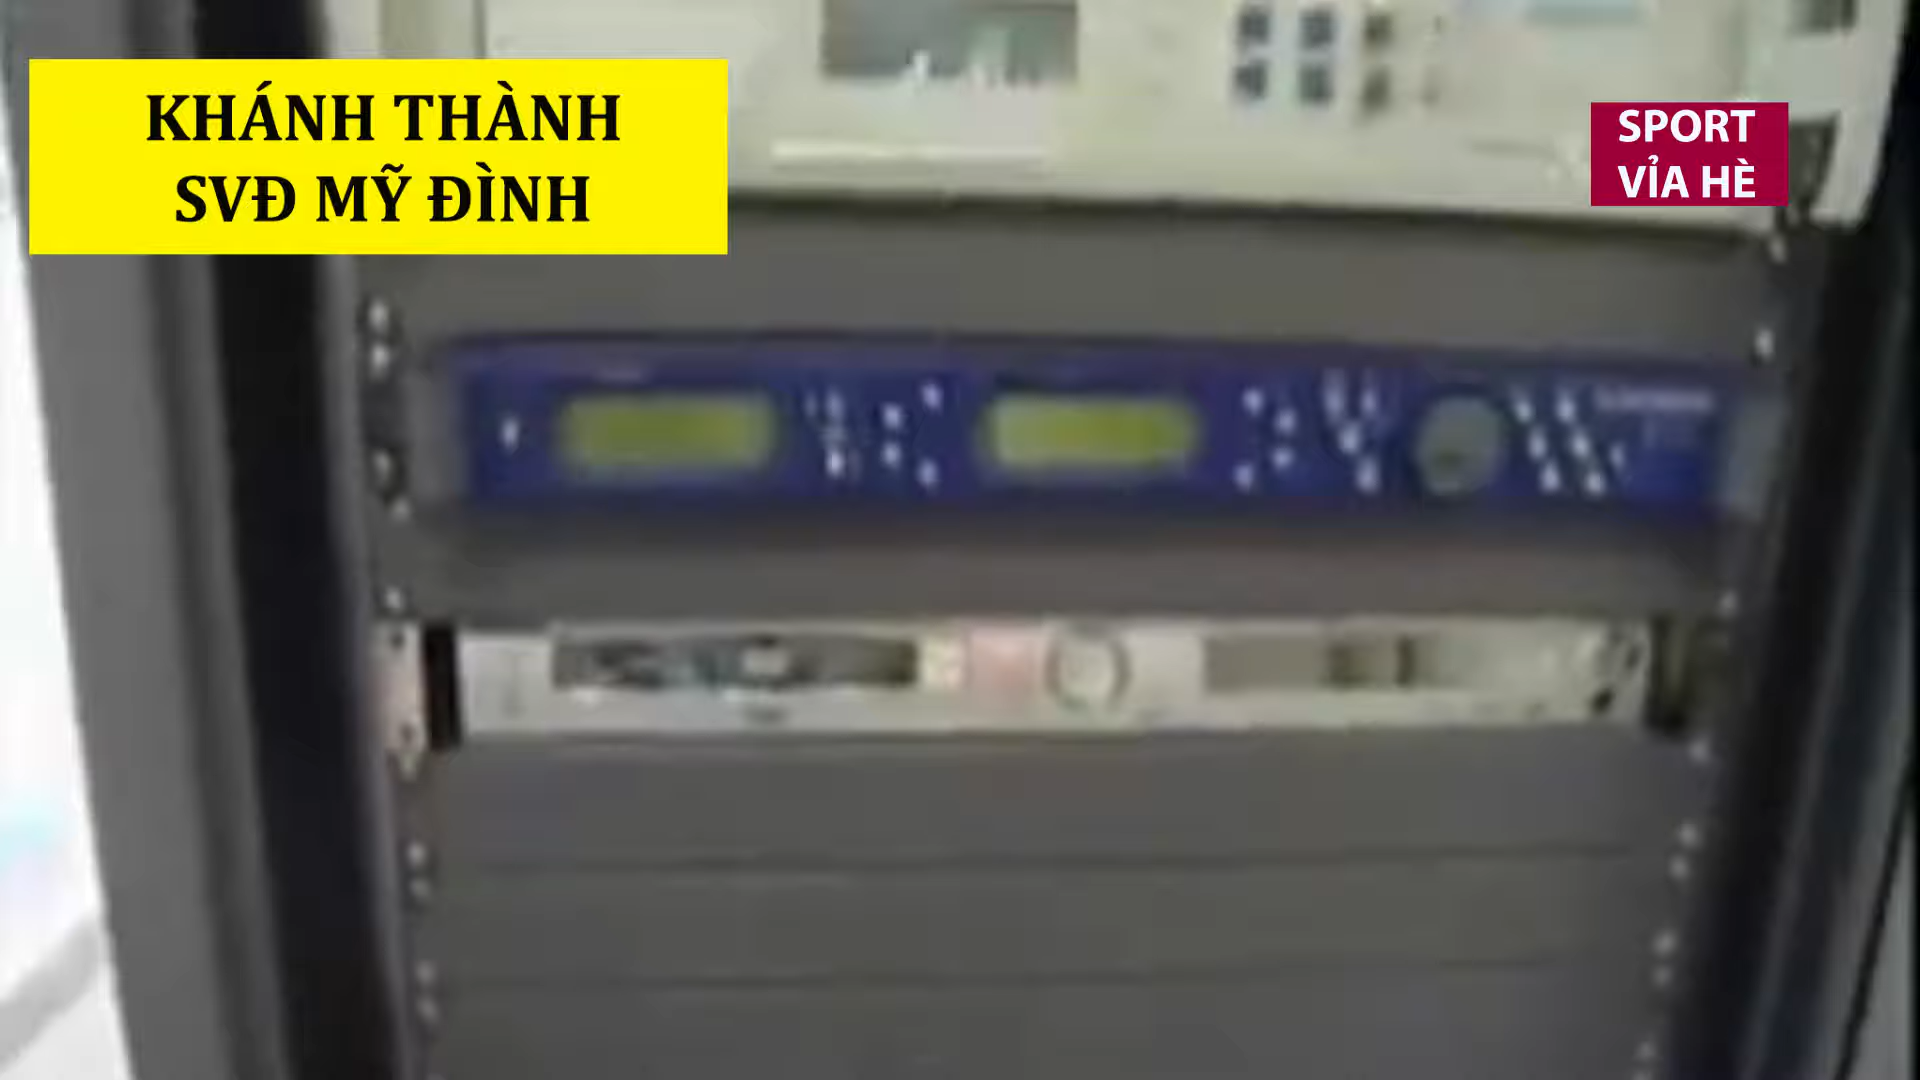 KHÁNH THÀNH
SVĐ MỸ ĐÌNH
SPORT
VỈA HÈ